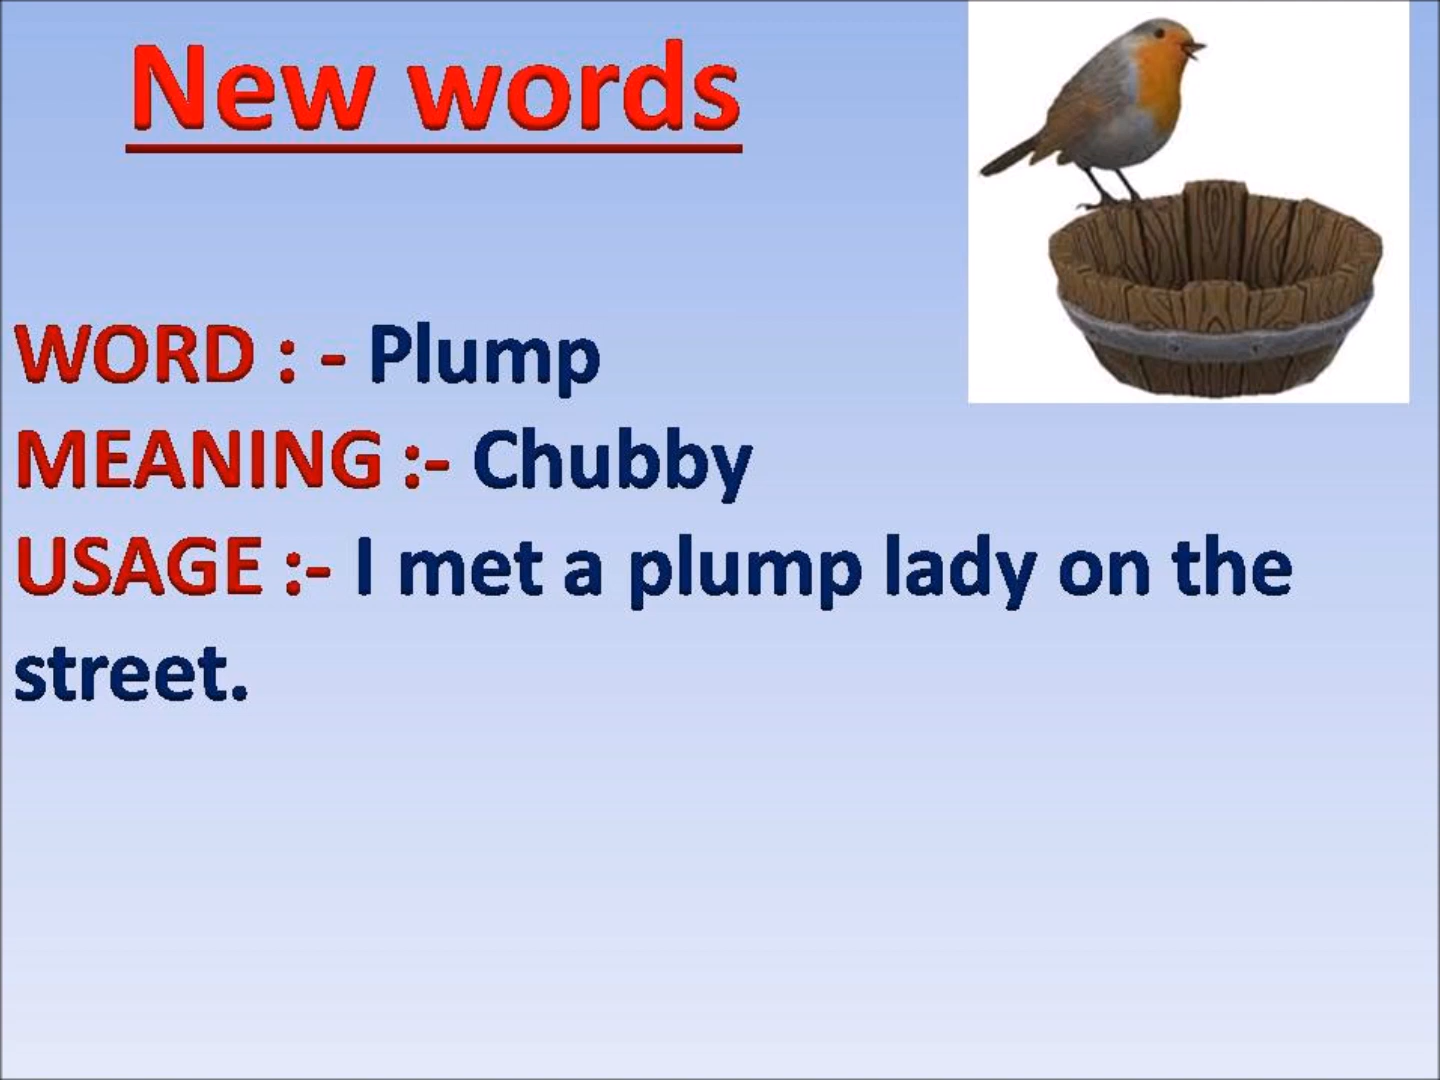 New words
WORD : - Plump
MEANING :- Chubby
USAGE :- I met a plump lady on the
street.